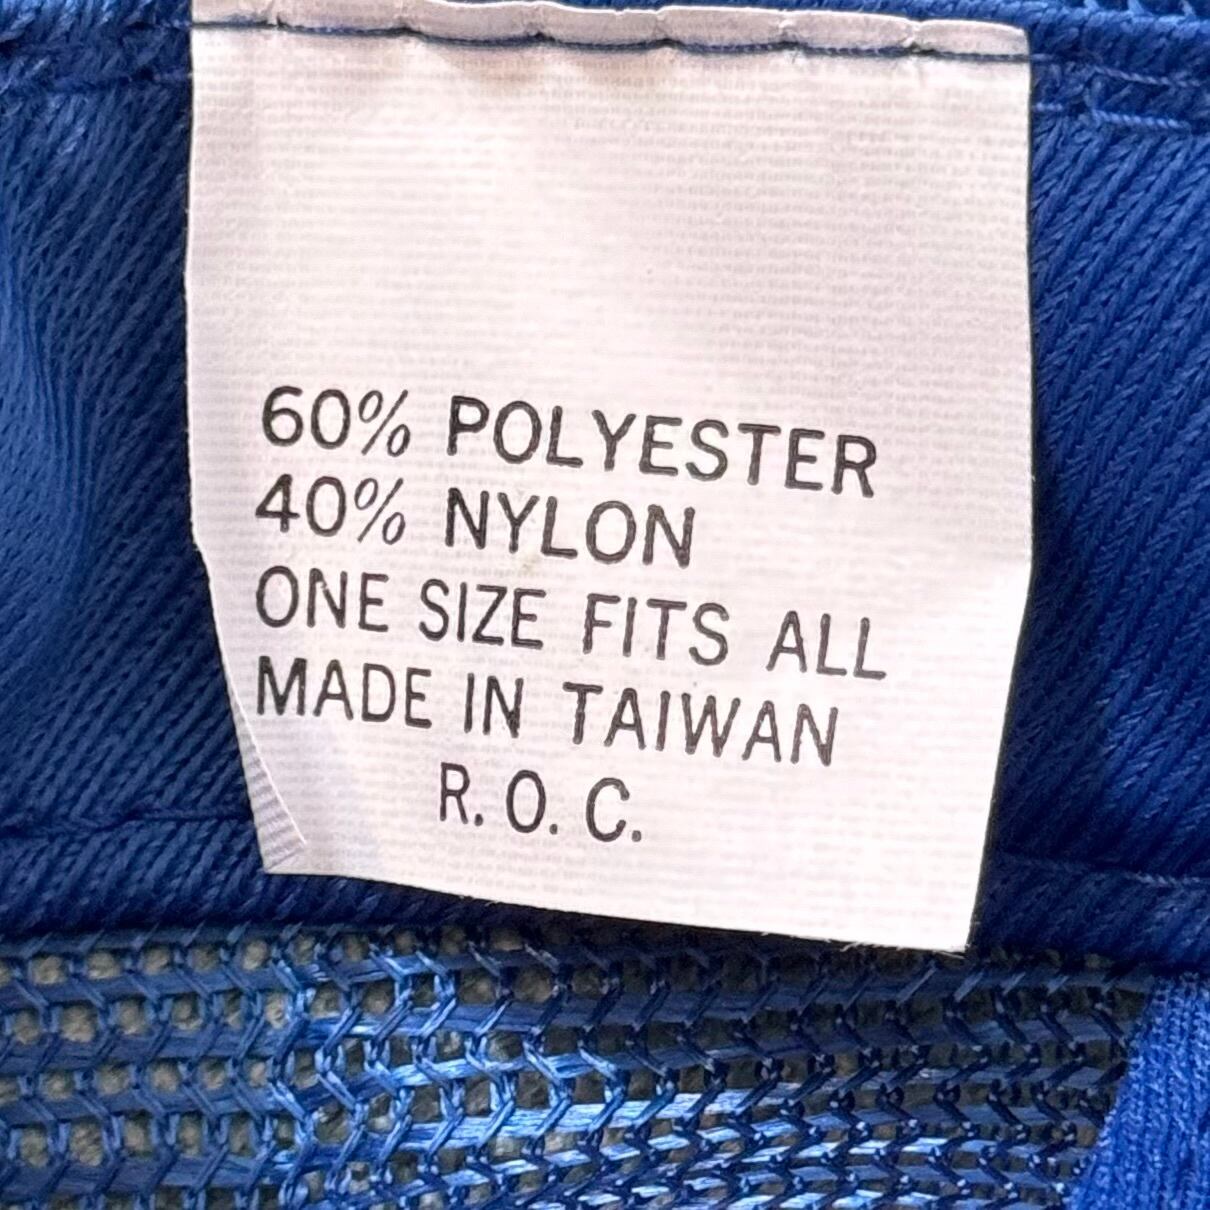 60% POLYESTER
40% NYLON
ONE SIZE FITS ALL
MADE IN TAIWAN
R. O. C.